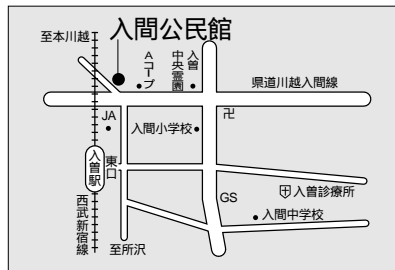 至本川越
入間公民館
Aコープ
入曽
中央霊園
県道川越入間線
JA
入間小学校
卍
入曽駅
東口
GS
入曽診療所
入間中学校
西武新宿線
至所沢